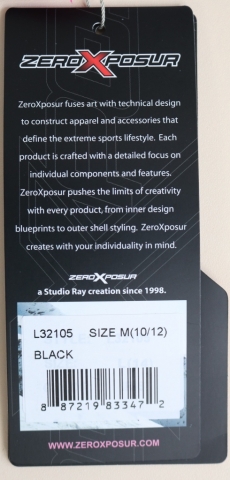 ZEROXPOSUR
ZeroXposur fuses art with technical design
to construct apparel and accessories that
define the extreme sports lifestyle. Each
product is crafted with a detailed focus on
individual components and features.
ZeroXposur pushes the limits of creativity
with every product, from inner design
blueprints to outer shell styling. ZeroXposur
creates with your individuality in mind.
ZEROXPOSUR
a Studio Ray creation since 1998.
L32105 SIZE M(10/12)
BLACK
8 87219 83347 2
WWW.ZEROXPOSUR.COM